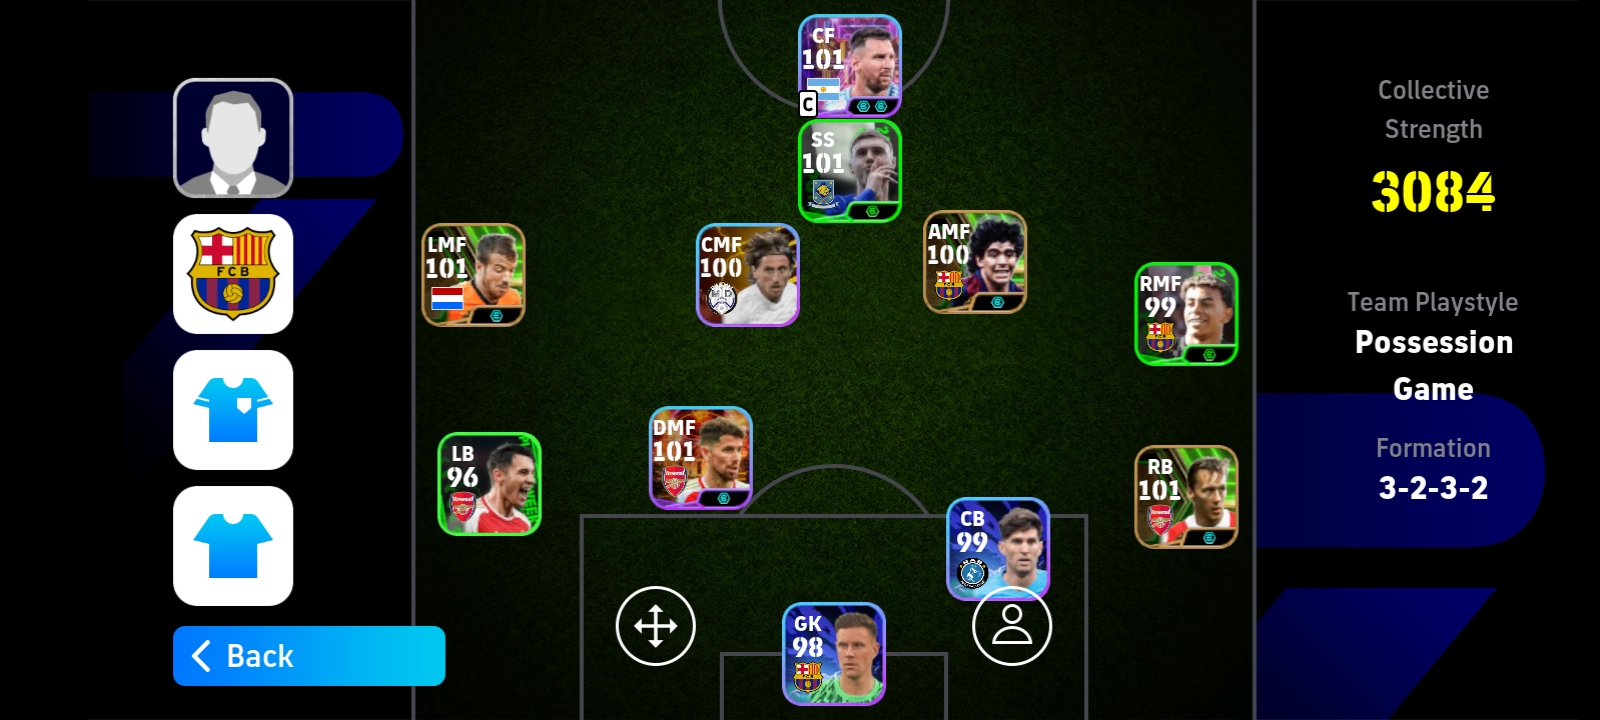 CF
101
C
SS
101
LMF
101
CMF
100
AMF
100
RMF
99
LB
96
DMF
101
RB
101
CB
99
GK
98
FCB
Back
Collective
Strength
3084
Team Playstyle
Possession
Game
Formation
3-2-3-2